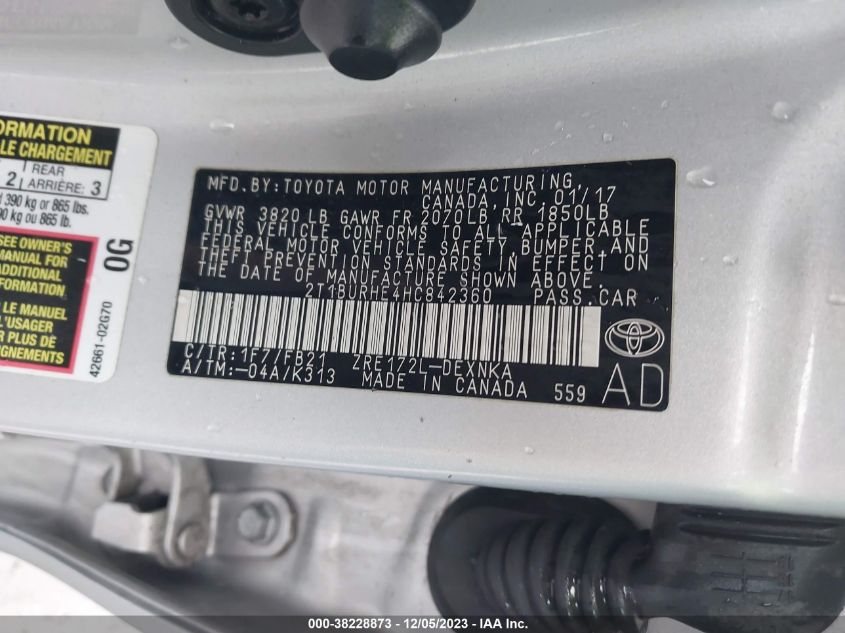 ORMATION
LE CHARGEMENT
2 REAR ARRIÈRE: 3
390 kg or 865 lbs.
90 kg ou 865 lb.
SEE OWNER'S
MANUAL FOR
ADDITIONAL
FORMATION
LE MANUEL
L'USAGER
R PLUS DE
SEIGNEMENTS
0G
42661-02G70
MFD. BY: TOYOTA MOTOR MANUFACTURING,
CANADA, INC. 01/17
GVWR 3820 LB GAWR FR 2070LB RR 1850LB
THIS VEHICLE CONFORMS TO ALL APPLICABLE
FEDERAL MOTOR VEHICLE SAFETY, BUMPER, AND
THEFT PREVENTION STANDARDS IN EFFECT ON
THE DATE OF MANUFACTURE SHOWN ABOVE.
2T1BURHE4HC842360 PASS.CAR
C/TR:1F7/FB21 ZRE172L-DEXNKA
A/TM:-04A/K313 MADE IN CANADA 559
AD
000-38228873 - 12/05/2023 - IAA Inc.